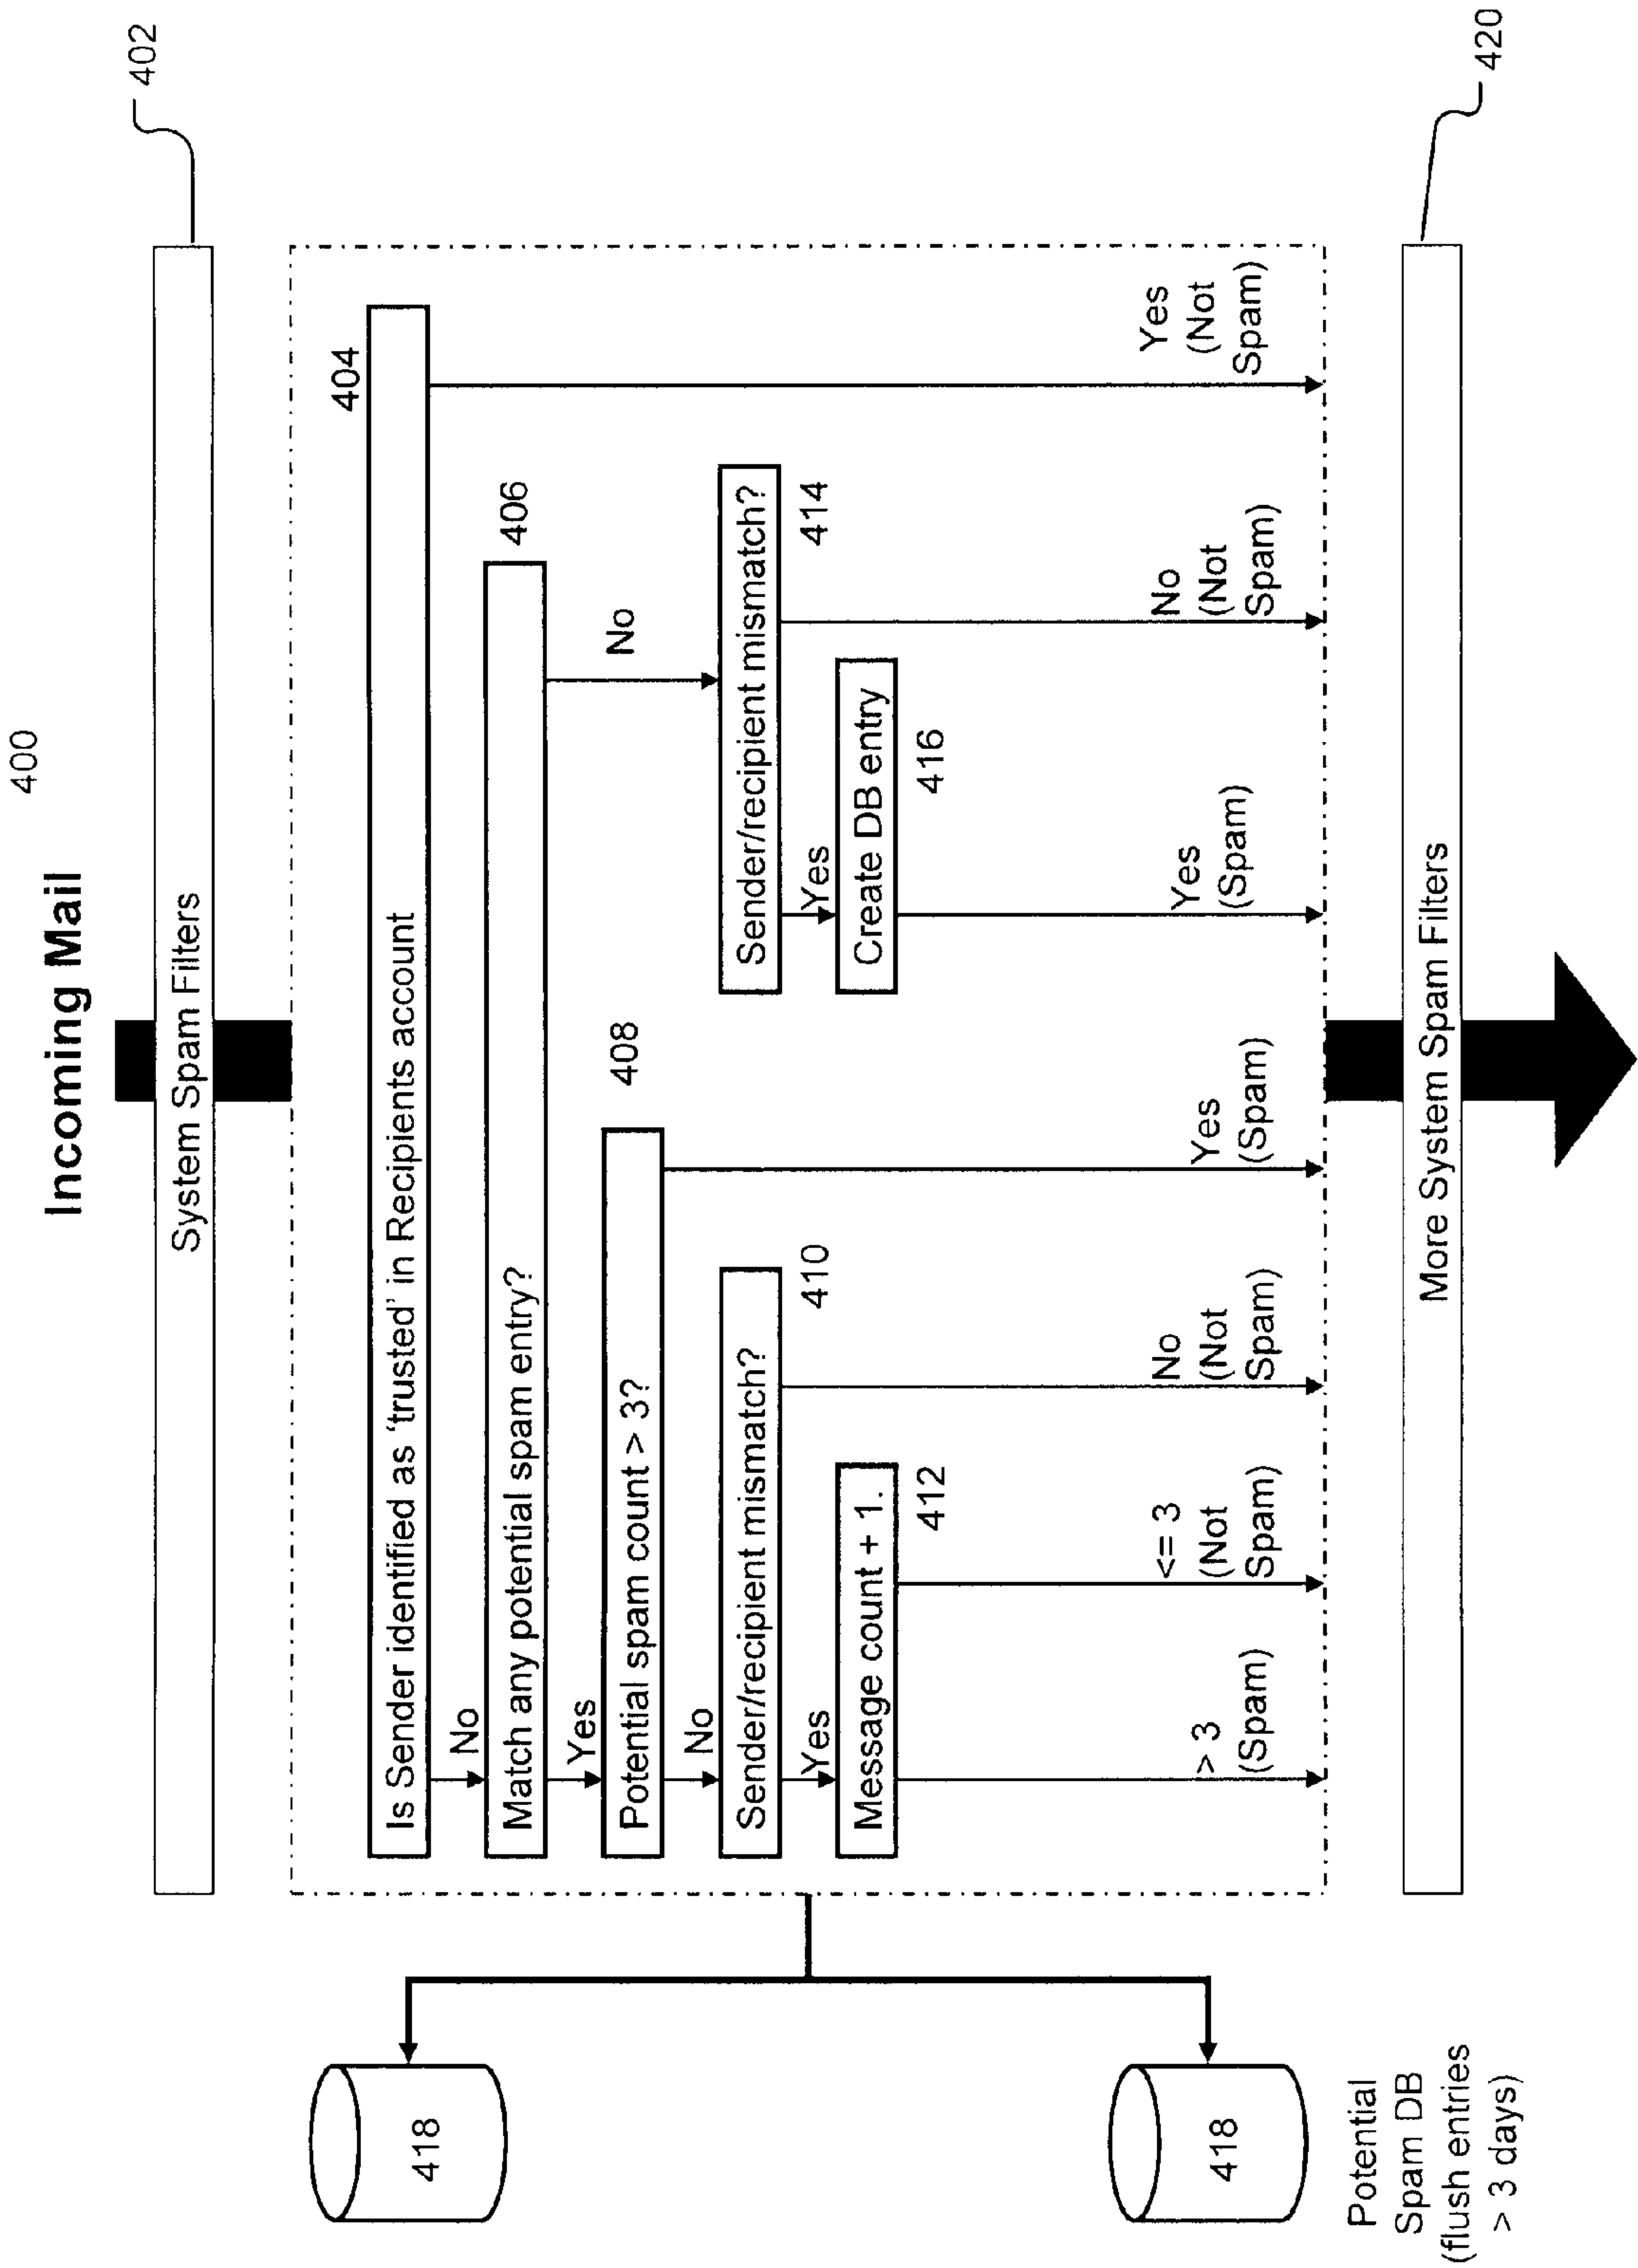 400
Incoming Mail
402
System Spam Filters
404
Is Sender identified as ‘trusted’ in Recipients account
No
406
Match any potential spam entry?
Yes
No
408
Potential spam count > 3?
No
Sender/recipient mismatch?
410
Sender/recipient mismatch?
414
Yes
Yes
Message count + 1.
412
Create DB entry
416
> 3
(Spam)
<= 3
(Not
Spam)
No
(Not
Spam)
Yes
(Spam)
Yes
(Spam)
No
(Not
Spam)
Yes
(Not
Spam)
418
418
Potential
Spam DB
(flush entries
> 3 days)
More System Spam Filters
420